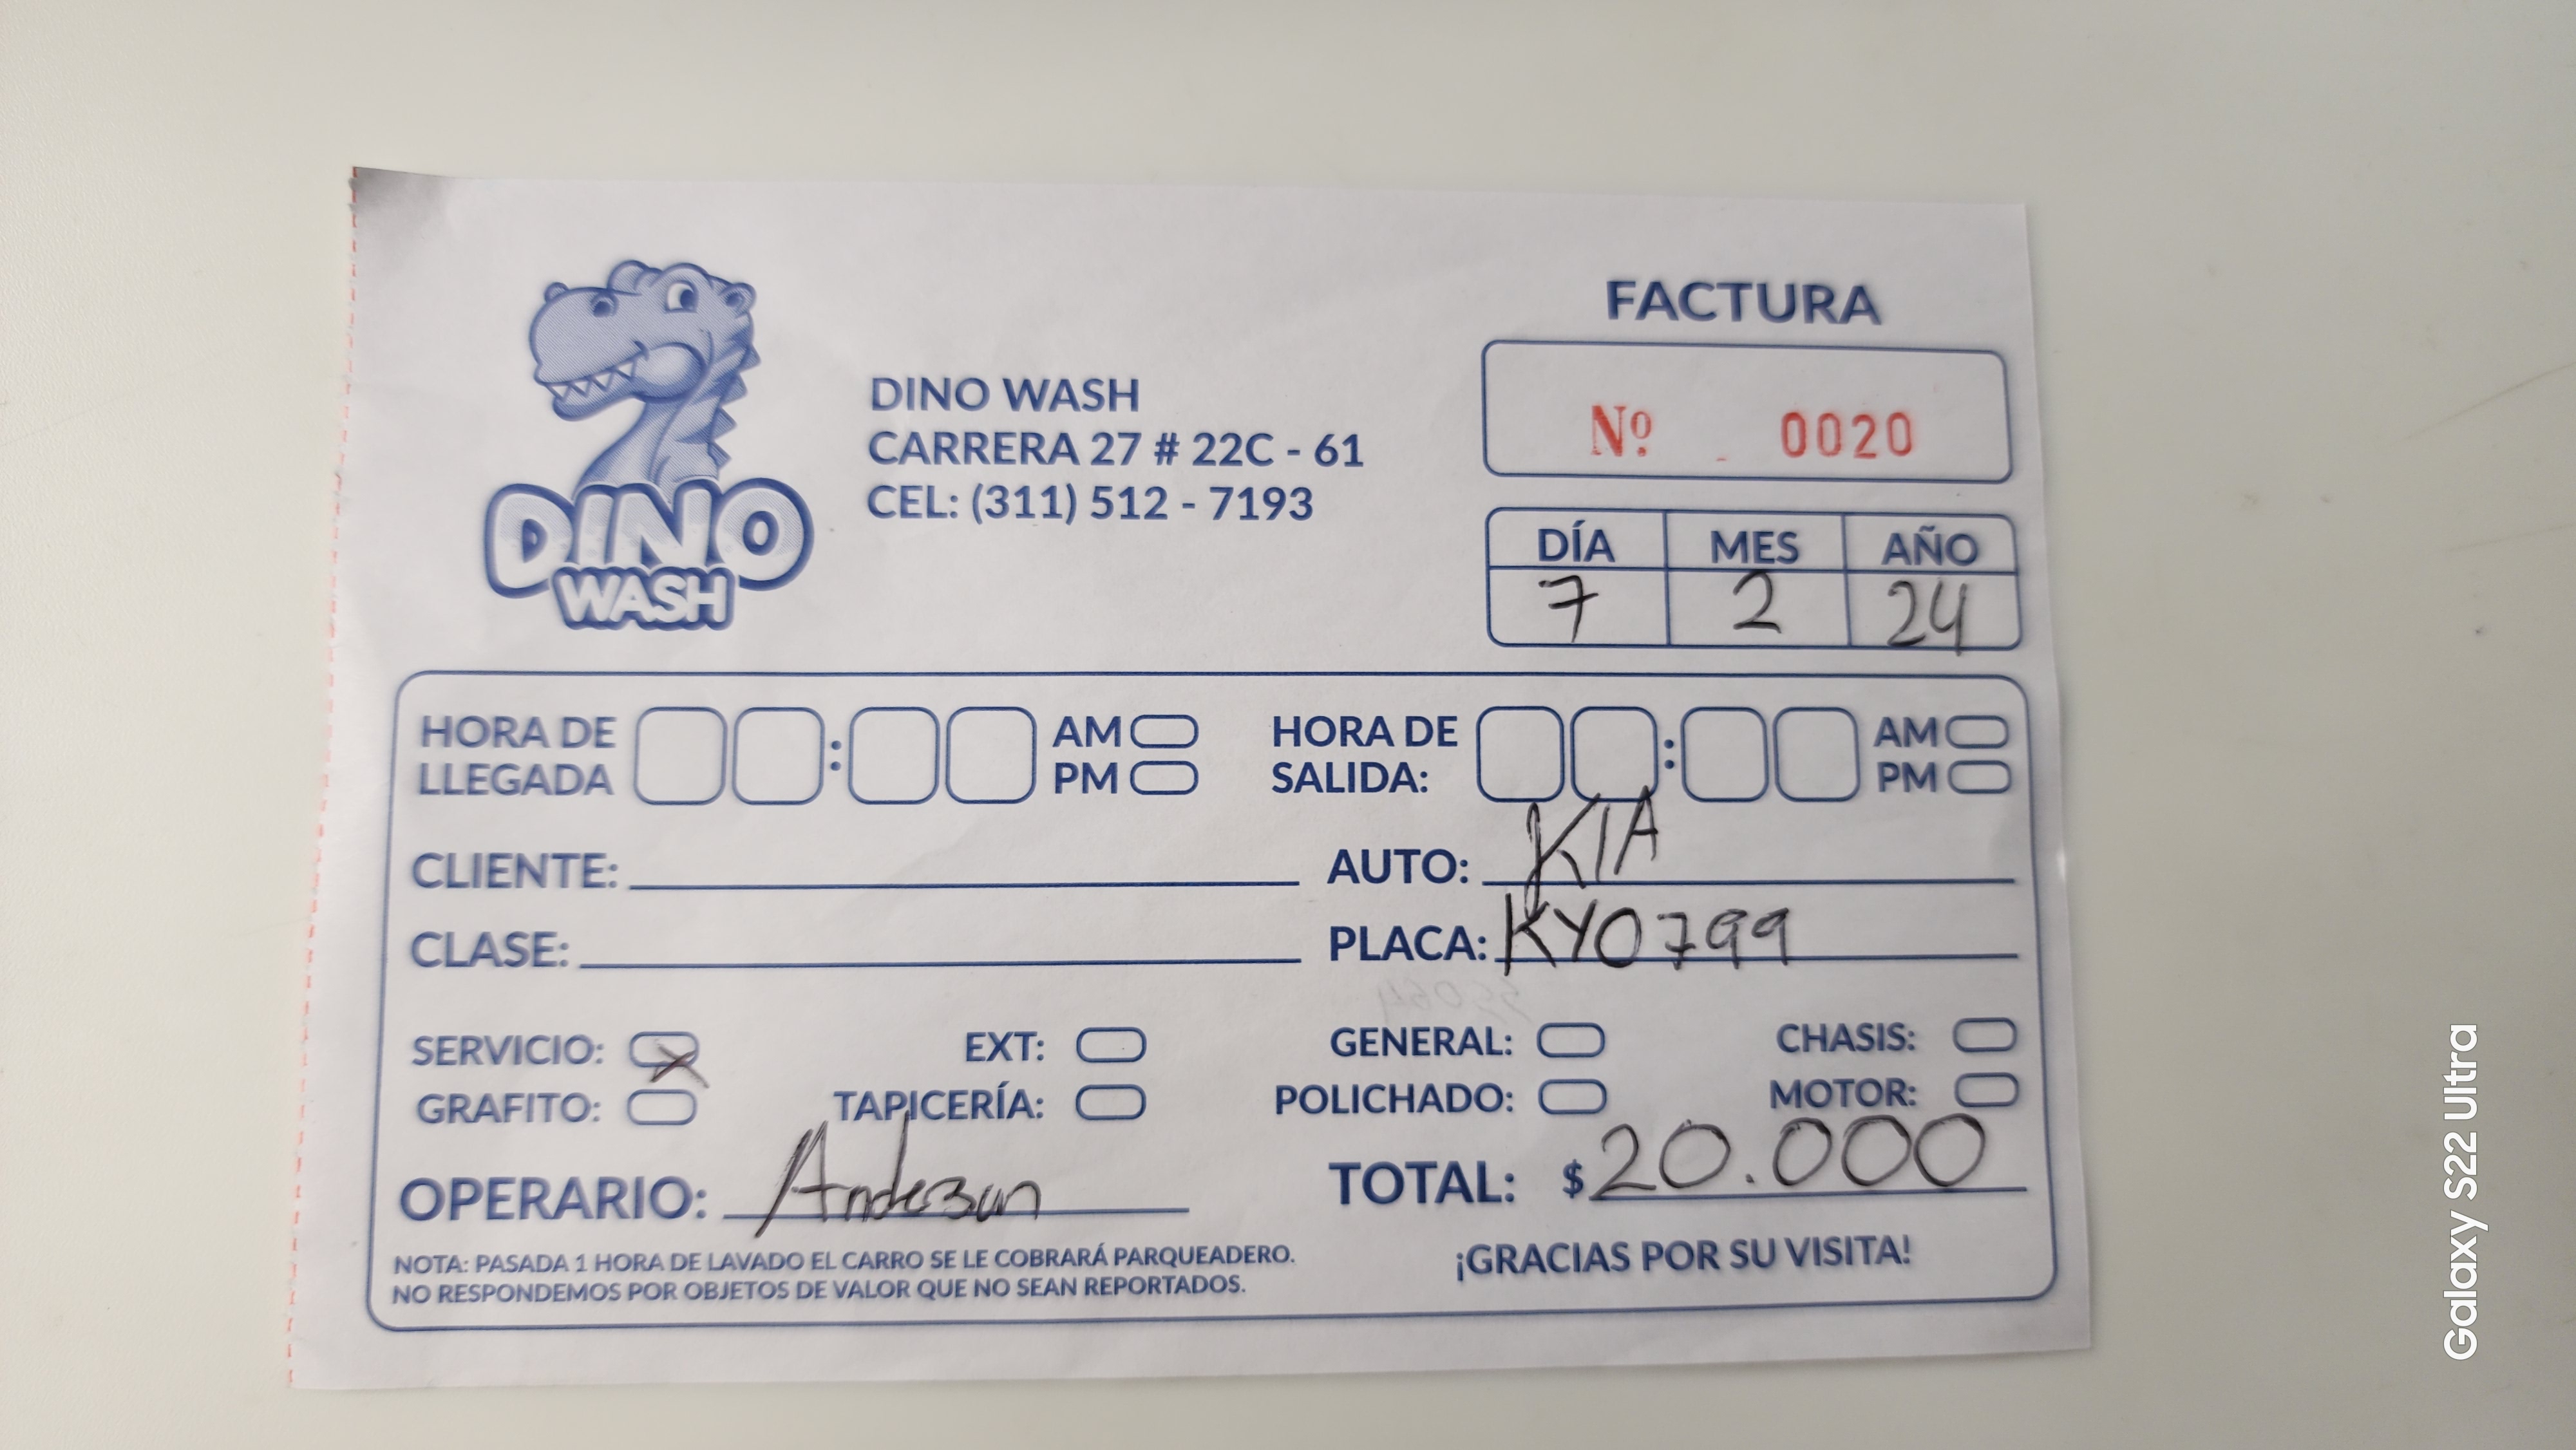 FACTURA
Nº 0020
DINO WASH
DINO WASH
CARRERA 27 # 22C - 61
CEL: (311) 512 - 7193
DÍA MES AÑO
7 2 24
HORA DE LLEGADA : AM PM
HORA DE SALIDA: : AM PM
CLIENTE: AUTO: KIA
CLASE: PLACA: KYO799
SERVICIO: X EXT: GENERAL: CHASIS:
GRAFITO: TAPICERÍA: POLICHADO: MOTOR:
OPERARIO: Anderson TOTAL: $ 20.000
NOTA: PASADA 1 HORA DE LAVADO EL CARRO SE LE COBRARÁ PARQUEADERO.
NO RESPONDEMOS POR OBJETOS DE VALOR QUE NO SEAN REPORTADOS.
¡GRACIAS POR SU VISITA!
Galaxy S22 Ultra